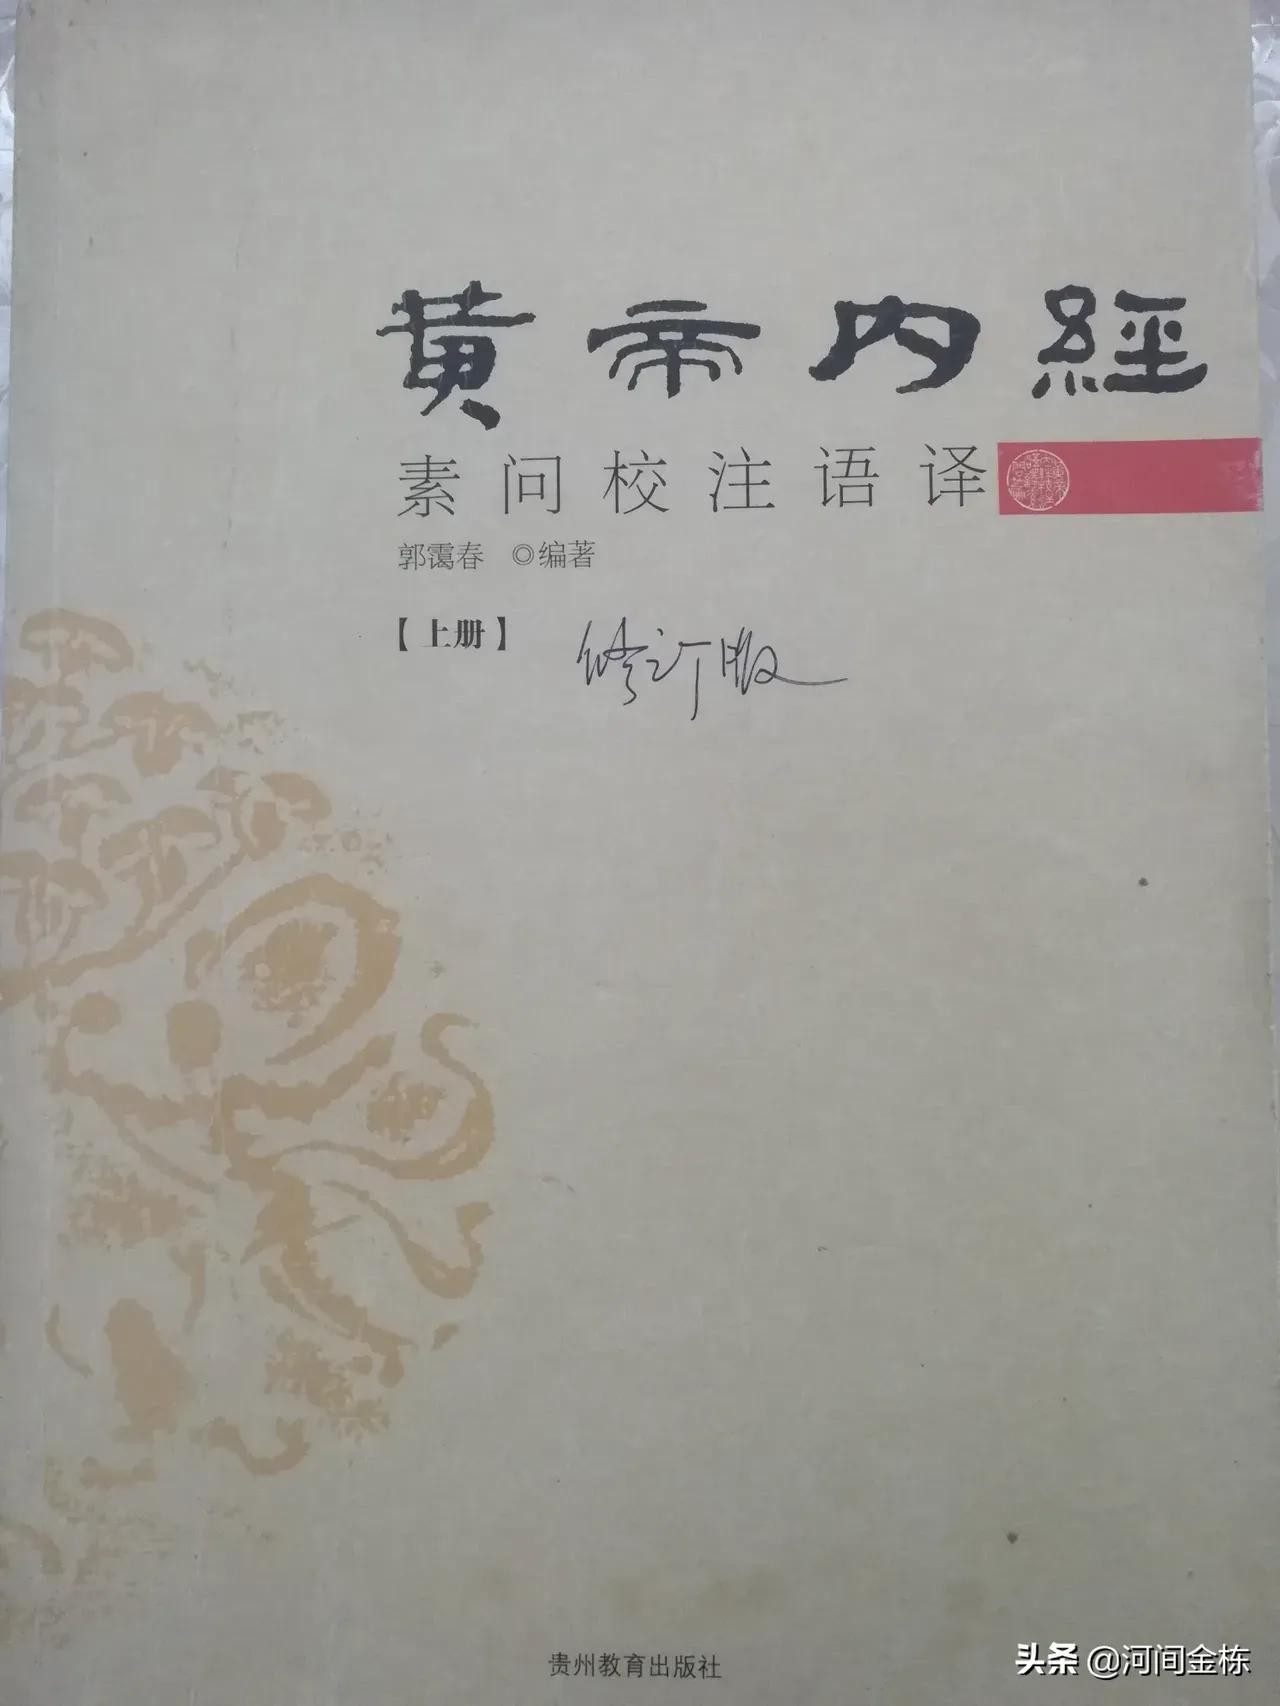 黄帝内經
素问校注语译
郭霭春 ◎编著
【上册】 修订版
贵州教育出版社
头条 @河间金栋